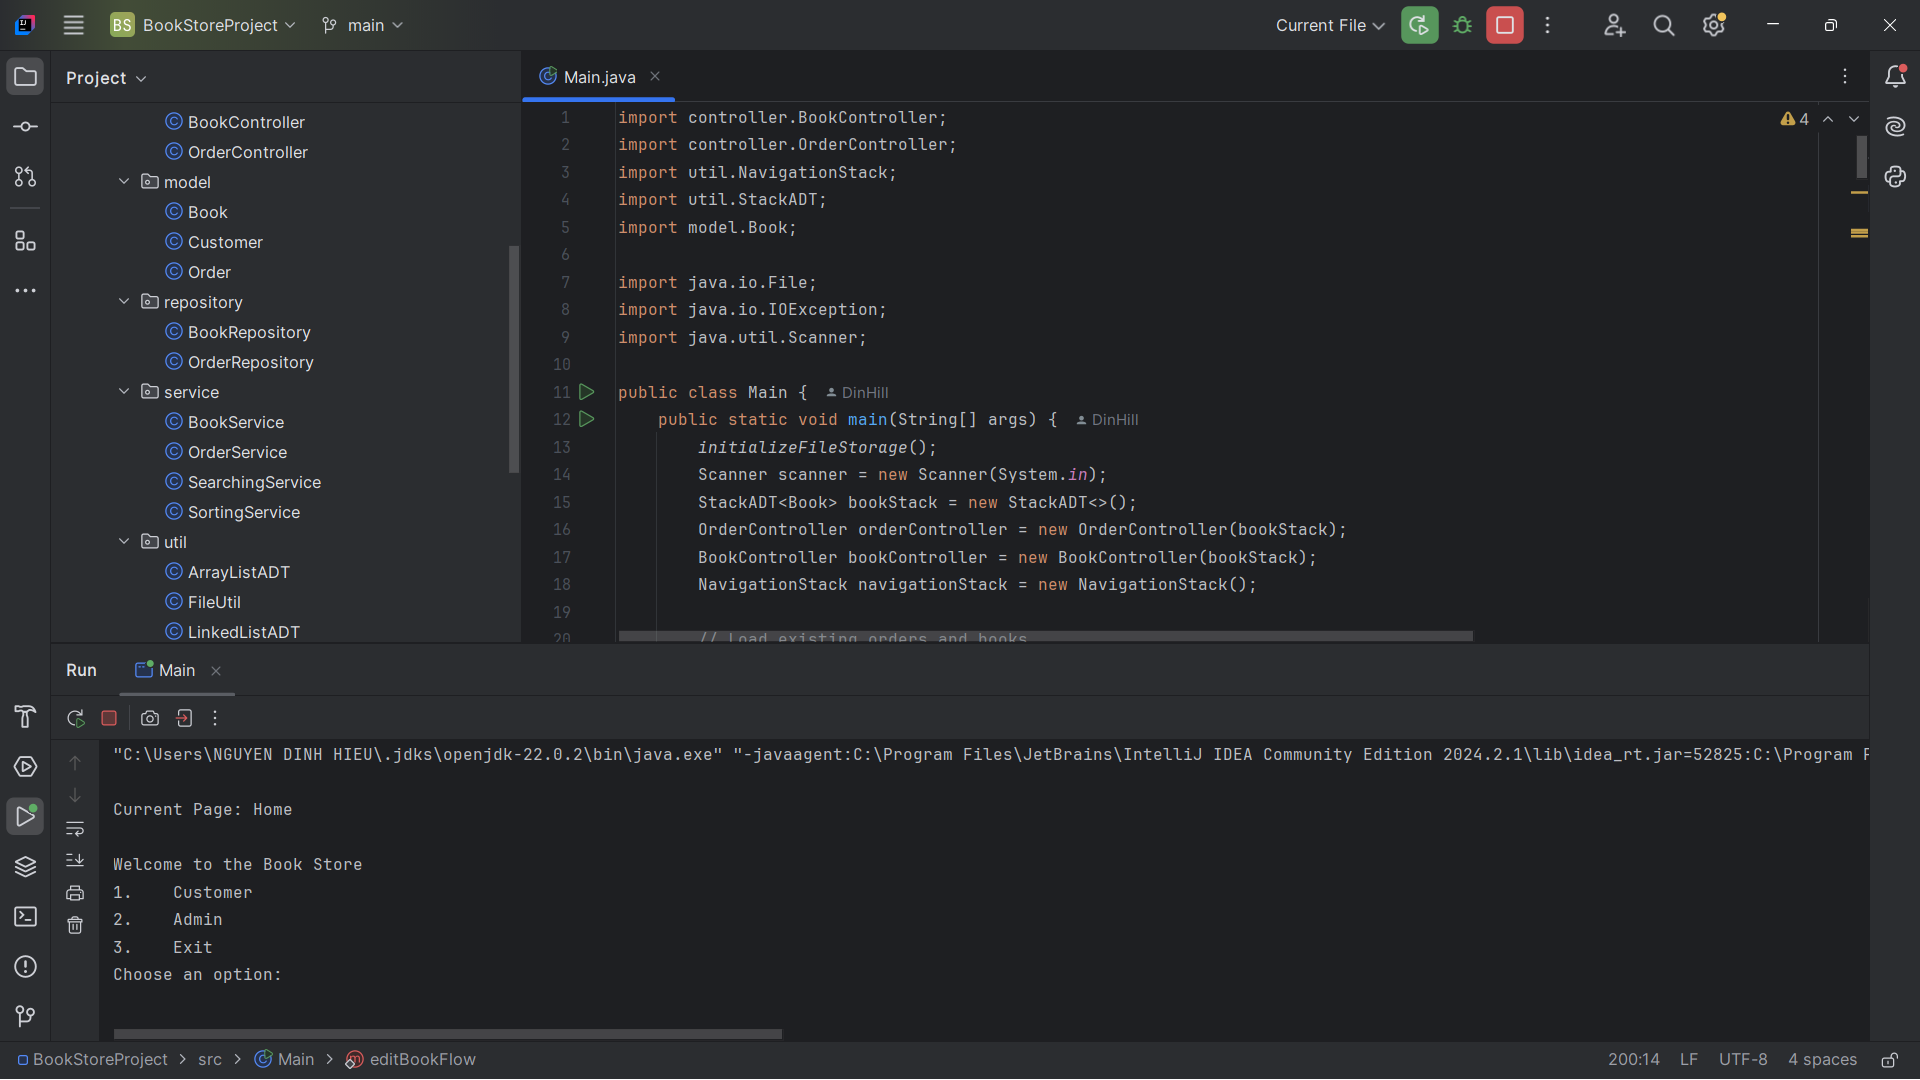 BS BookStoreProject main Current File
Project
Main.java
BookController
OrderController
model
Book
Customer
Order
repository
BookRepository
OrderRepository
service
BookService
OrderService
SearchingService
SortingService
util
ArrayListADT
FileUtil
LinkedListADT
4
1 import controller.BookController;
2 import controller.OrderController;
3 import util.NavigationStack;
4 import util.StackADT;
5 import model.Book;
6
7 import java.io.File;
8 import java.io.IOException;
9 import java.util.Scanner;
10
11 public class Main { DinHill
12 public static void main(String[] args) { DinHill
13 initializeFileStorage();
14 Scanner scanner = new Scanner(System.in);
15 StackADT<Book> bookStack = new StackADT<>();
16 OrderController orderController = new OrderController(bookStack);
17 BookController bookController = new BookController(bookStack);
18 NavigationStack navigationStack = new NavigationStack();
19
20 // Load existing orders and books
Run Main
"C:\Users\NGUYEN DINH HIEU\.jdks\openjdk-22.0.2\bin\java.exe" "-javaagent:C:\Program Files\JetBrains\IntelliJ IDEA Community Edition 2024.2.1\lib\idea_rt.jar=52825:C:\Program F
Current Page: Home
Welcome to the Book Store
1. Customer
2. Admin
3. Exit
Choose an option:
BookStoreProject > src > Main > editBookFlow
200:14 LF UTF-8 4 spaces